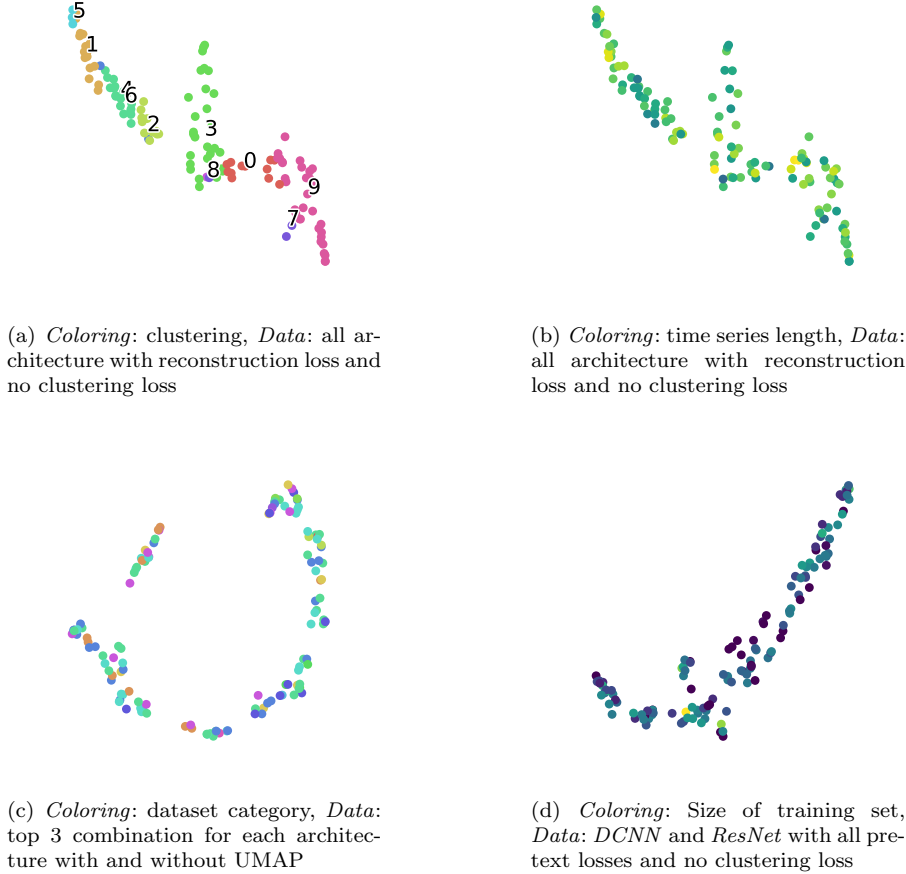 5
1
4
6
2
3
8
0
9
7
(a) Coloring: clustering, Data: all ar-
chitecture with reconstruction loss and
no clustering loss
(b) Coloring: time series length, Data:
all architecture with reconstruction
loss and no clustering loss
(c) Coloring: dataset category, Data:
top 3 combination for each architec-
ture with and without UMAP
(d) Coloring: Size of training set,
Data: DCNN and ResNet with all pre-
text losses and no clustering loss